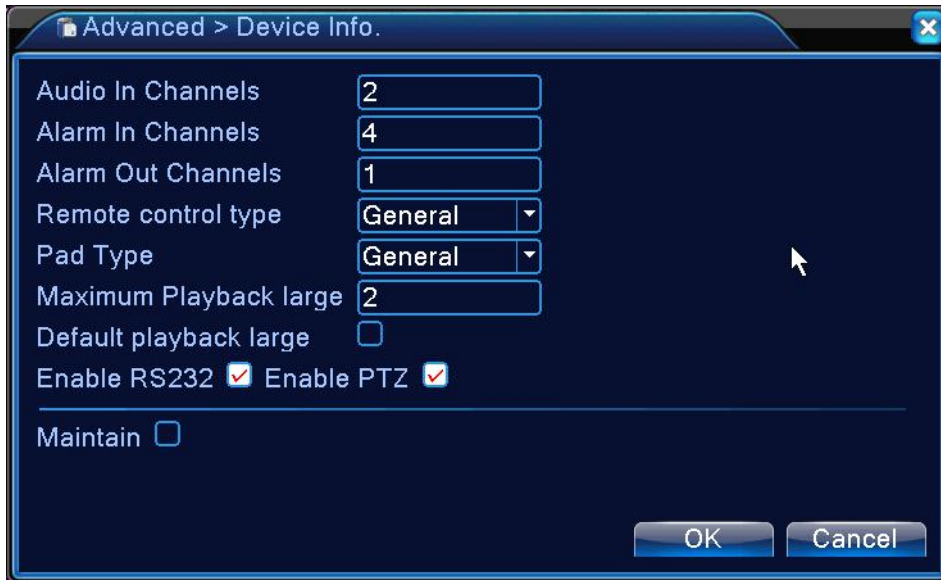 Advanced > Device Info.
Audio In Channels 2
Alarm In Channels 4
Alarm Out Channels 1
Remote control type General
Pad Type General
Maximum Playback large 2
Default playback large
Enable RS232 Enable PTZ
Maintain
OK Cancel